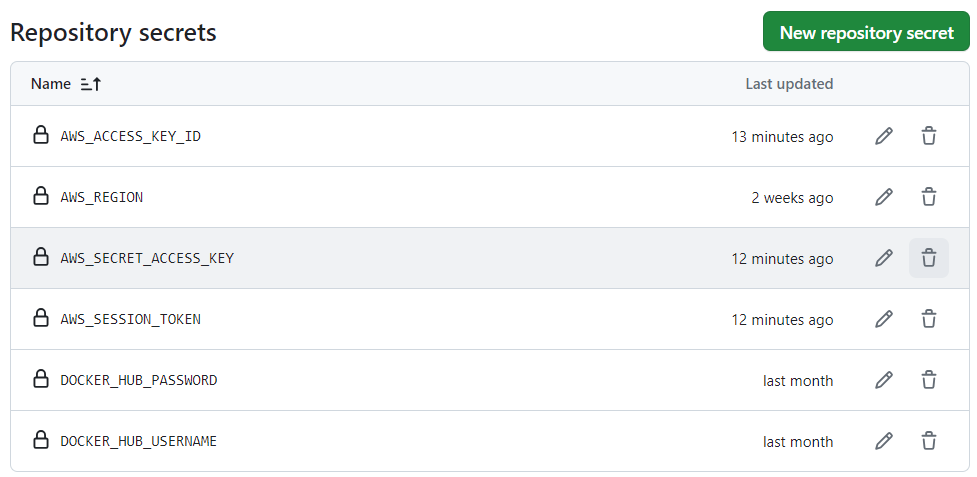 Repository secrets
New repository secret
Name Last updated
AWS_ACCESS_KEY_ID 13 minutes ago
AWS_REGION 2 weeks ago
AWS_SECRET_ACCESS_KEY 12 minutes ago
AWS_SESSION_TOKEN 12 minutes ago
DOCKER_HUB_PASSWORD last month
DOCKER_HUB_USERNAME last month